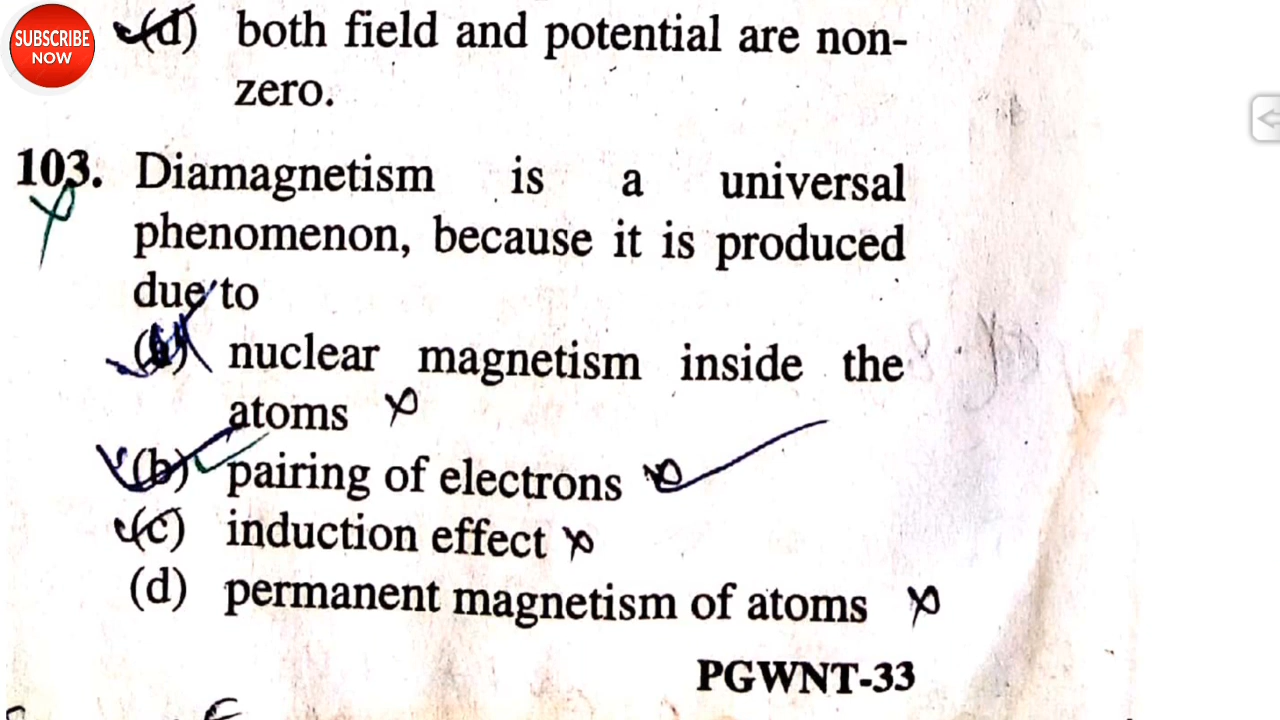 SUBSCRIBE
NOW
(d) both field and potential are non-
zero.
103. Diamagnetism is a universal
phenomenon, because it is produced
due to
(a) nuclear magnetism inside the
atoms
(b) pairing of electrons
(c) induction effect
(d) permanent magnetism of atoms
PGWNT-33